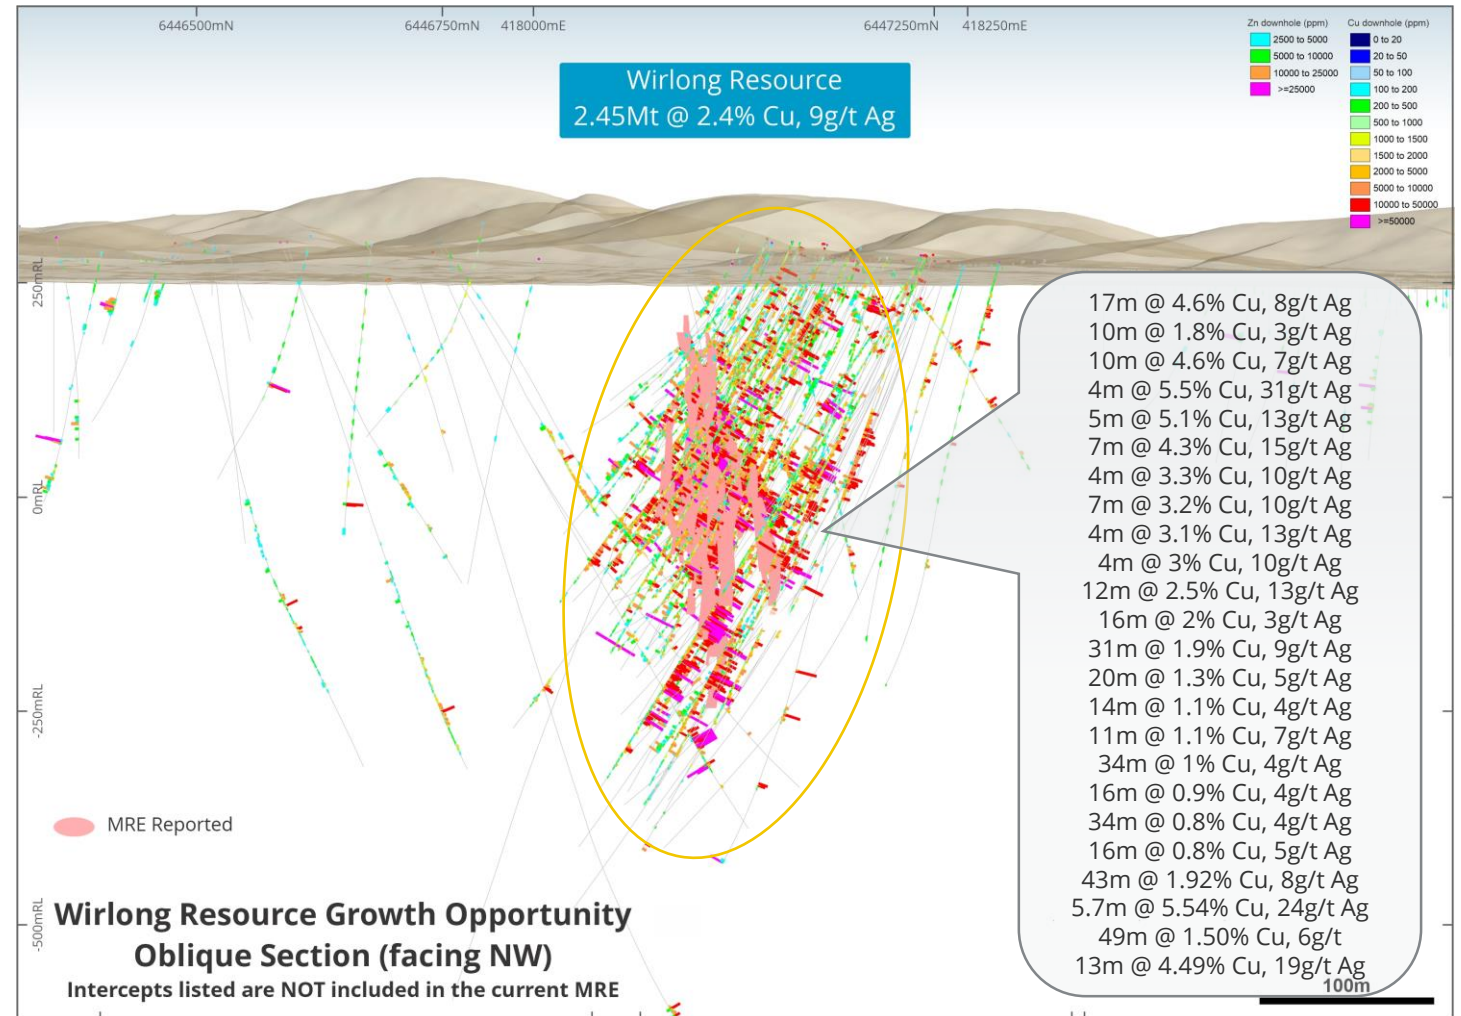 6446500mN
6446750mN
418000mE
6447250mN
418250mE
Zn downhole (ppm)
2500 to 5000
5000 to 10000
10000 to 25000
>=25000
Cu downhole (ppm)
0 to 20
20 to 50
50 to 100
100 to 200
200 to 500
500 to 1000
1000 to 1500
1500 to 2000
2000 to 5000
5000 to 10000
10000 to 50000
>=50000
Wirlong Resource
2.45Mt @ 2.4% Cu, 9g/t Ag
250mRL
0mRL
-250mRL
-500mRL
17m @ 4.6% Cu, 8g/t Ag
10m @ 1.8% Cu, 3g/t Ag
10m @ 4.6% Cu, 7g/t Ag
4m @ 5.5% Cu, 31g/t Ag
5m @ 5.1% Cu, 13g/t Ag
7m @ 4.3% Cu, 15g/t Ag
4m @ 3.3% Cu, 10g/t Ag
7m @ 3.2% Cu, 10g/t Ag
4m @ 3.1% Cu, 13g/t Ag
4m @ 3% Cu, 10g/t Ag
12m @ 2.5% Cu, 13g/t Ag
16m @ 2% Cu, 3g/t Ag
31m @ 1.9% Cu, 9g/t Ag
20m @ 1.3% Cu, 5g/t Ag
14m @ 1.1% Cu, 4g/t Ag
11m @ 1.1% Cu, 7g/t Ag
34m @ 1% Cu, 4g/t Ag
16m @ 0.9% Cu, 4g/t Ag
34m @ 0.8% Cu, 4g/t Ag
16m @ 0.8% Cu, 5g/t Ag
43m @ 1.92% Cu, 8g/t Ag
5.7m @ 5.54% Cu, 24g/t Ag
49m @ 1.50% Cu, 6g/t
13m @ 4.49% Cu, 19g/t Ag
100m
MRE Reported
Wirlong Resource Growth Opportunity
Oblique Section (facing NW)
Intercepts listed are NOT included in the current MRE